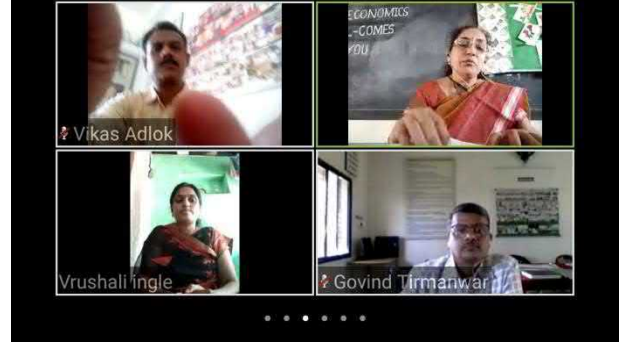 ECONOMICS
-COMES
YOU
Vikas Adlok
Vrushali ingle
Govind Tirmanwar